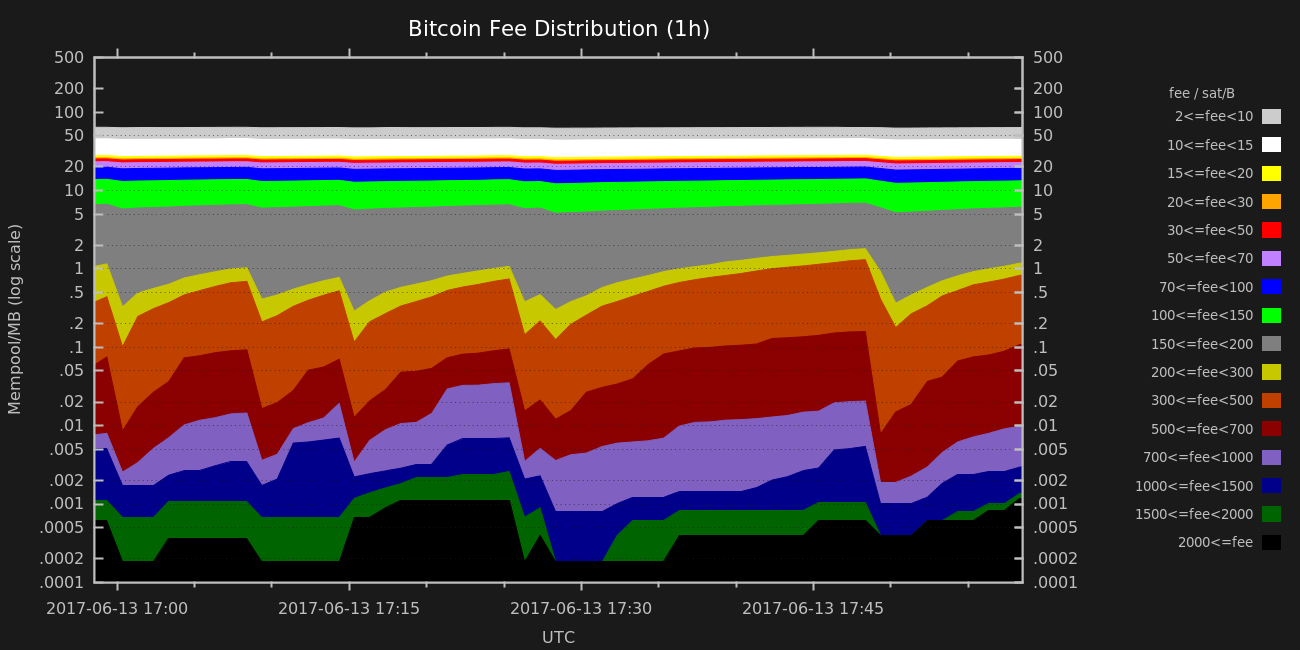 Bitcoin Fee Distribution (1h)
500 500
200 200
100 100
50 50
20 20
10 10
5 5
2 2
1 1
.5 .5
.2 .2
.1 .1
.05 .05
.02 .02
.01 .01
.005 .005
.002 .002
.001 .001
.0005 .0005
.0002 .0002
.0001 .0001
Mempool/MB (log scale)
2017-06-13 17:00 2017-06-13 17:15 2017-06-13 17:30 2017-06-13 17:45
UTC
fee / sat/B
2<=fee<10
10<=fee<15
15<=fee<20
20<=fee<30
30<=fee<50
50<=fee<70
70<=fee<100
100<=fee<150
150<=fee<200
200<=fee<300
300<=fee<500
500<=fee<700
700<=fee<1000
1000<=fee<1500
1500<=fee<2000
2000<=fee